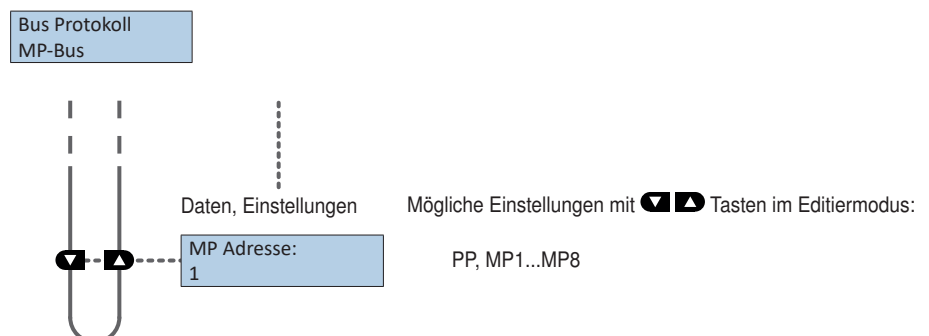 Bus Protokoll
MP-Bus
Daten, Einstellungen
Mögliche Einstellungen mit Tasten im Editiermodus:
MP Adresse:
1
PP, MP1...MP8